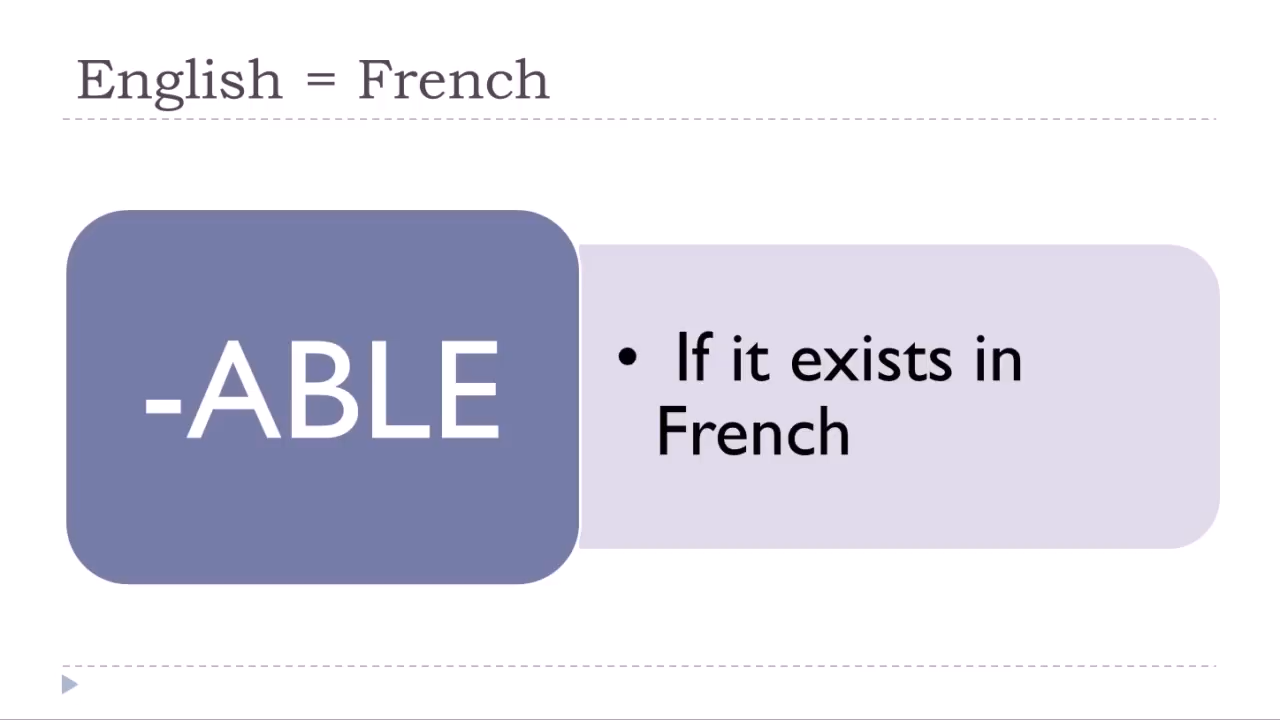 English = French
-ABLE
• If it exists in
French